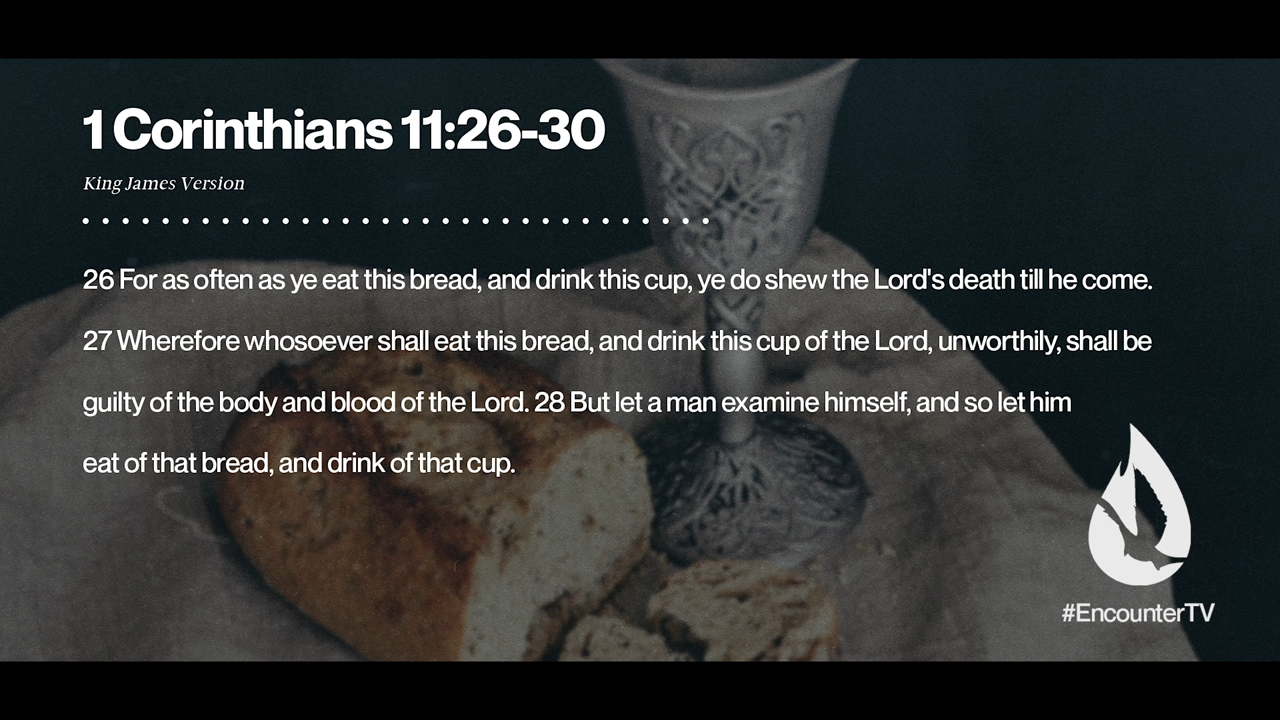 1 Corinthians 11:26-30
King James Version
26 For as often as ye eat this bread, and drink this cup, ye do shew the Lord's death till he come.
27 Wherefore whosoever shall eat this bread, and drink this cup of the Lord, unworthily, shall be
guilty of the body and blood of the Lord. 28 But let a man examine himself, and so let him
eat of that bread, and drink of that cup.
#EncounterTV